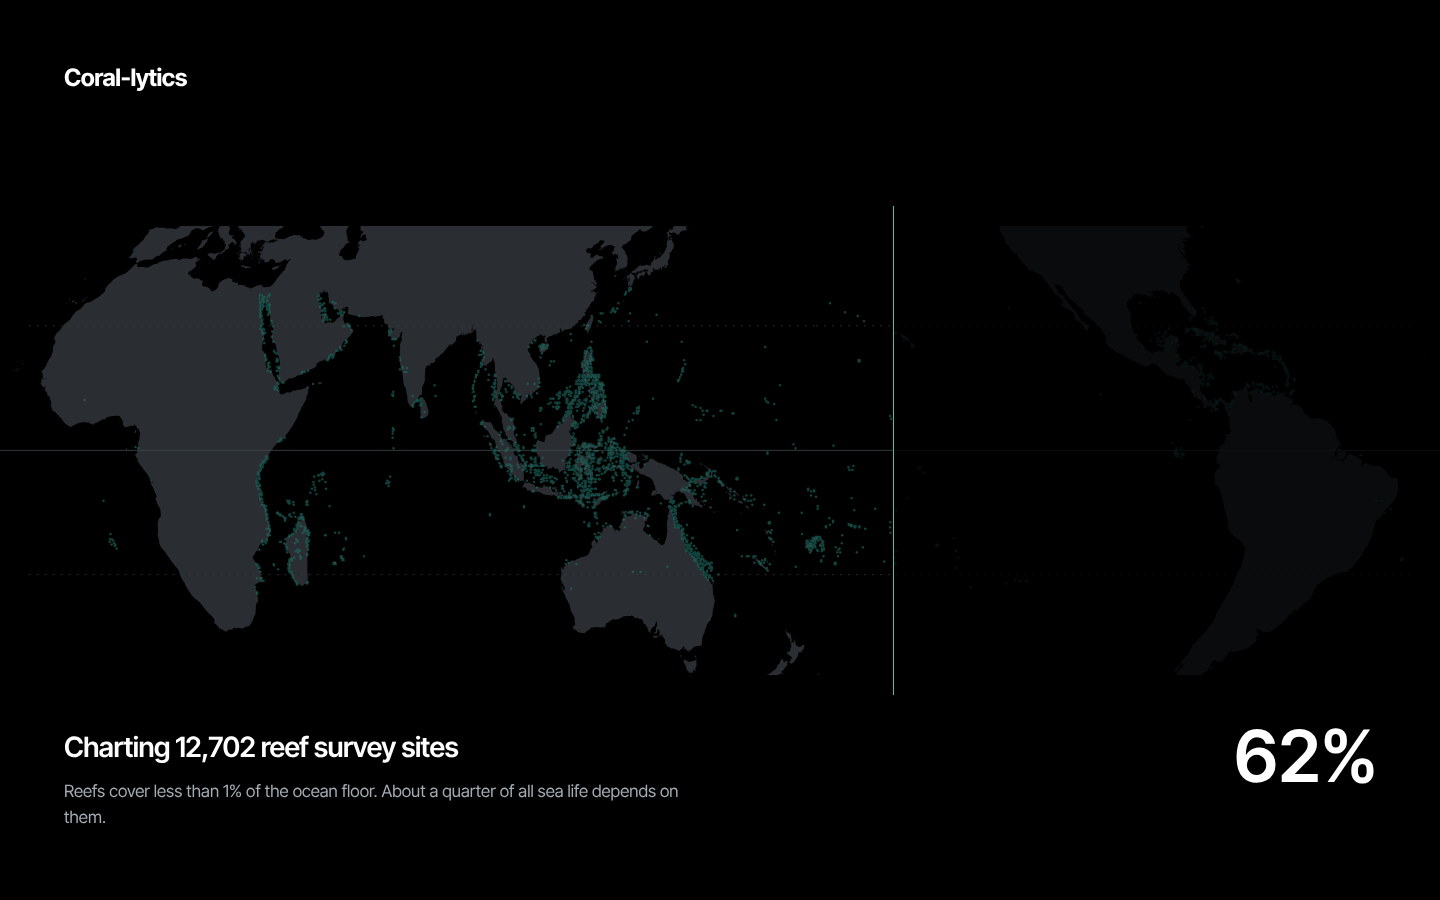 Coral-lytics
Charting 12,702 reef survey sites
62%
Reefs cover less than 1% of the ocean floor. About a quarter of all sea life depends on
them.